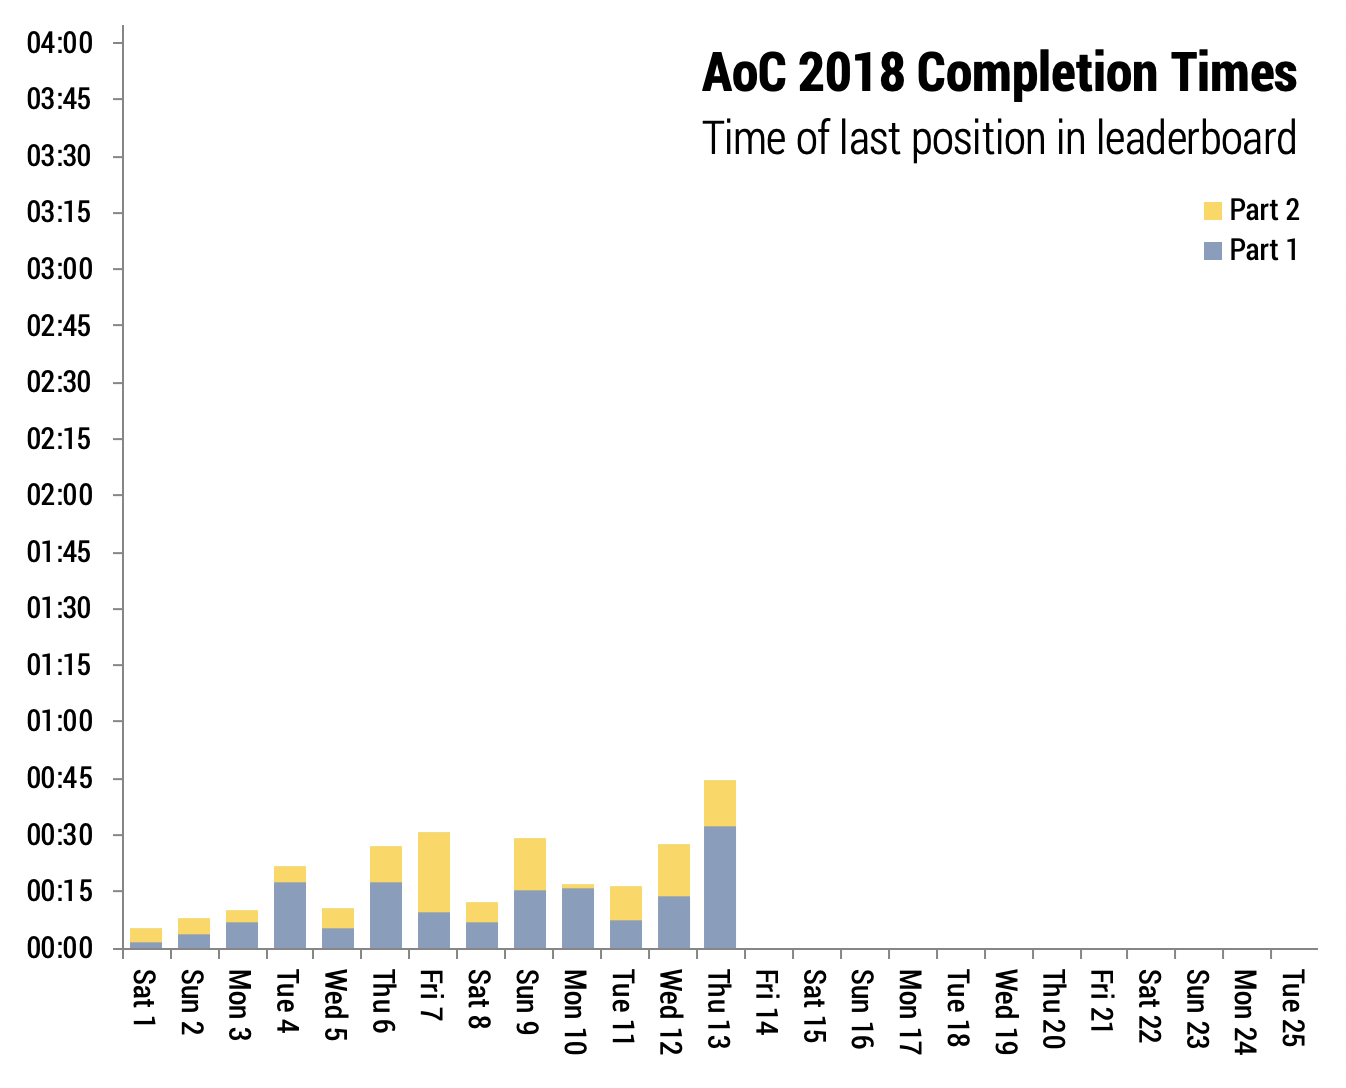 AoC 2018 Completion Times
Time of last position in leaderboard
Part 2
Part 1
04:00
03:45
03:30
03:15
03:00
02:45
02:30
02:15
02:00
01:45
01:30
01:15
01:00
00:45
00:30
00:15
00:00
Sat 1
Sun 2
Mon 3
Tue 4
Wed 5
Thu 6
Fri 7
Sat 8
Sun 9
Mon 10
Tue 11
Wed 12
Thu 13
Fri 14
Sat 15
Sun 16
Mon 17
Tue 18
Wed 19
Thu 20
Fri 21
Sat 22
Sun 23
Mon 24
Tue 25